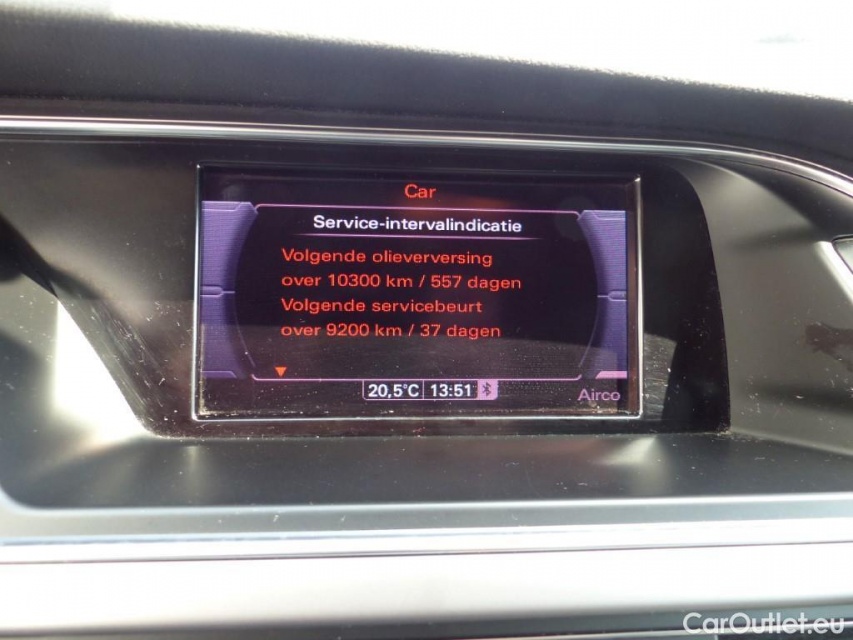 Car
Service-intervalindicatie
Volgende olieverversing
over 10300 km / 557 dagen
Volgende servicebeurt
over 9200 km / 37 dagen
20,5°C 13:51
Airco
CarOutlet.eu